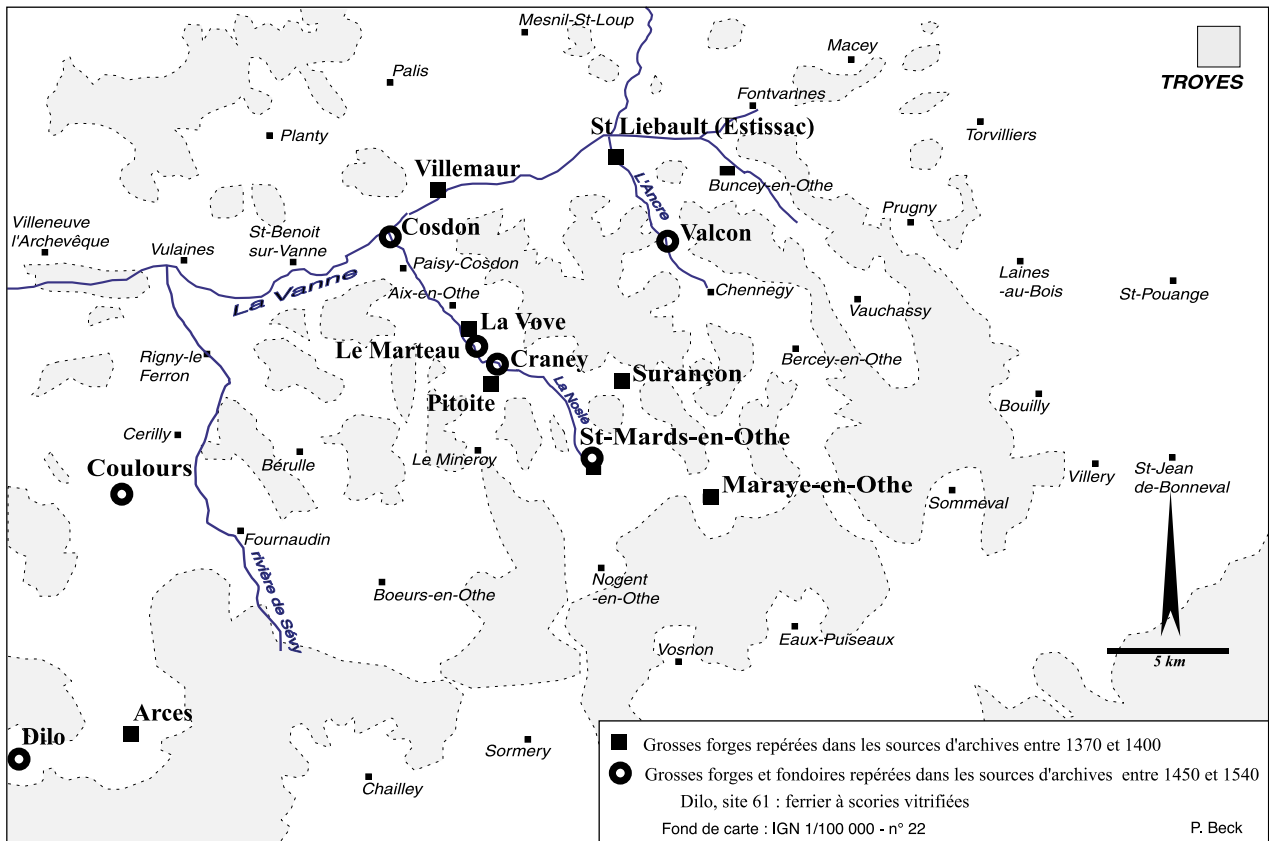 Mesnil-St-Loup
Macey
TROYES
Palis
Fontvannes
Planty
St Liebault (Estissac)
Torvilliers
Villemaur
Buncey-en-Othe
L'Ancre
Villeneuve
l'Archevêque
Vulaines
St-Benoit
sur-Vanne
Cosdon
Valcon
Prugny
Paisy-Cosdon
La Vanne
Aix-en-Othe
Chennegy
Laines
-au-Bois
St-Pouange
Vauchassy
La Vove
Le Marteau
Craney
Bercey-en-Othe
Rigny-le
Ferron
Pitoite
Surançon
La Nosle
Bouilly
Cerilly
Bérulle
Le Mineroy
St-Mards-en-Othe
Coulours
Maraye-en-Othe
Sommeval
Villery
St-Jean
de-Bonneval
Fournaudin
rivière de Sévy
Boeurs-en-Othe
Nogent
-en-Othe
Eaux-Puiseaux
Vosnon
5 km
Arces
Dilo
Sormery
Chailley
Grosses forges repérées dans les sources d'archives entre 1370 et 1400
Grosses forges et fondoires repérées dans les sources d'archives entre 1450 et 1540
Dilo, site 61 : ferrier à scories vitrifiées
Fond de carte : IGN 1/100 000 - n° 22
P. Beck